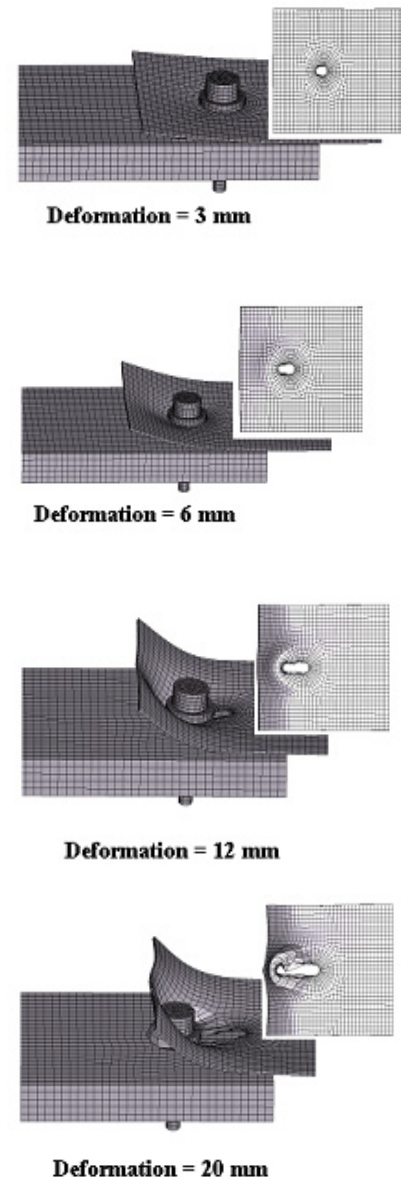 Deformation = 3 mm
Deformation = 6 mm
Deformation = 12 mm
Deformation = 20 mm